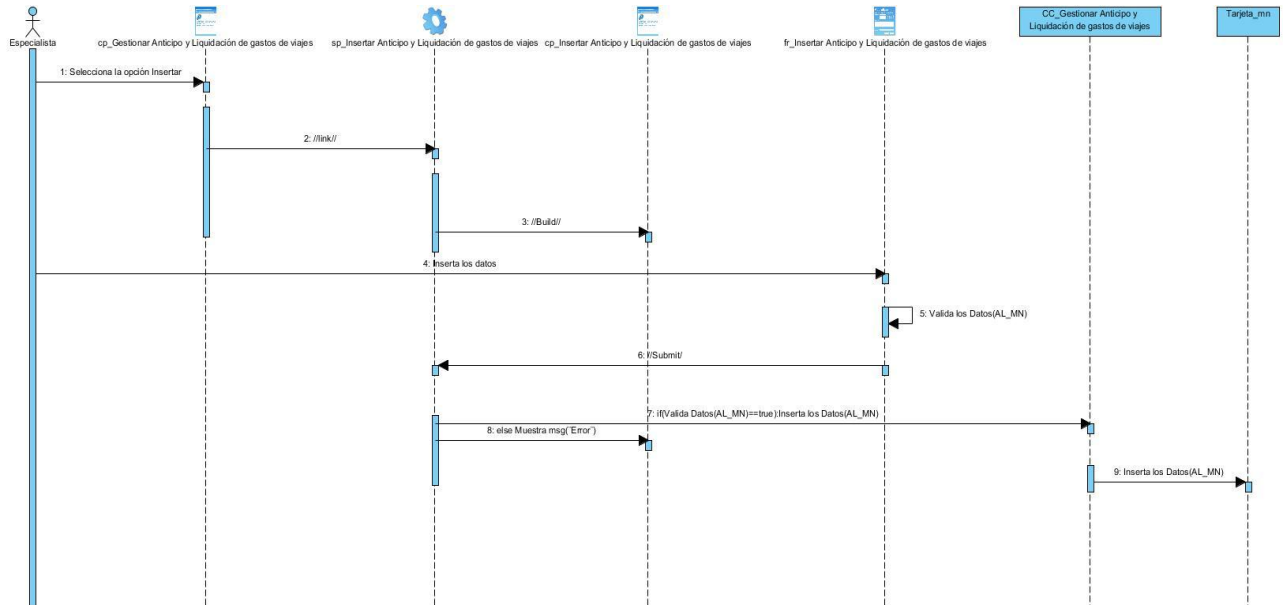 Especialista
cp_Gestionar Anticipo y Liquidación de gastos de viajes
sp_Insertar Anticipo y Liquidación de gastos de viajes
cp_Insertar Anticipo y Liquidación de gastos de viajes
fr_Insertar Anticipo y Liquidación de gastos de viajes
CC_Gestionar Anticipo y
Liquidación de gastos de viajes
Tarjeta_mn
1: Selecciona la opción Insertar
2: //link//
3: //Build//
4: Inserta los datos
5: Valida los Datos(AL_MN)
6: //Submit/
7: if(Valida Datos(AL_MN)==true):Inserta los Datos(AL_MN)
8: else Muestra msg(¨Error¨)
9: Inserta los Datos(AL_MN)